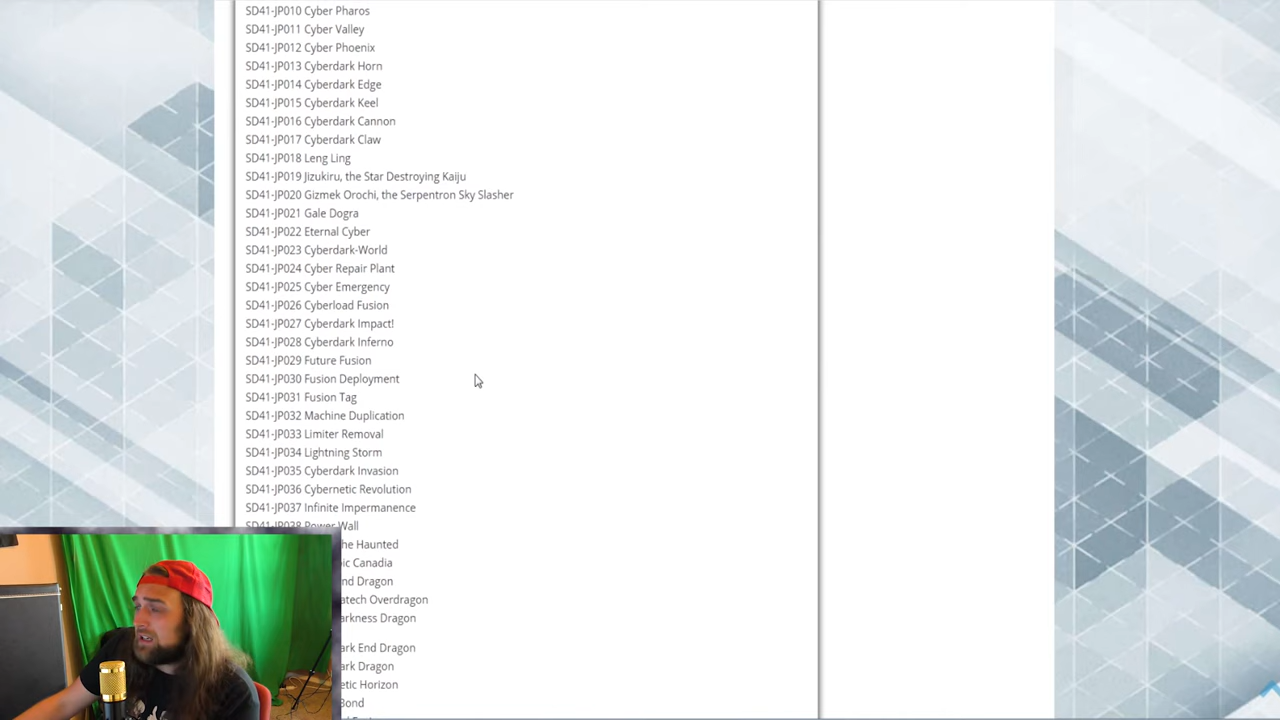 SD41-JP010 Cyber Pharos
SD41-JP011 Cyber Valley
SD41-JP012 Cyber Phoenix
SD41-JP013 Cyberdark Horn
SD41-JP014 Cyberdark Edge
SD41-JP015 Cyberdark Keel
SD41-JP016 Cyberdark Cannon
SD41-JP017 Cyberdark Claw
SD41-JP018 Leng Ling
SD41-JP019 Jizukiru, the Star Destroying Kaiju
SD41-JP020 Gizmek Orochi, the Serpentron Sky Slasher
SD41-JP021 Gale Dogra
SD41-JP022 Eternal Cyber
SD41-JP023 Cyberdark-World
SD41-JP024 Cyber Repair Plant
SD41-JP025 Cyber Emergency
SD41-JP026 Cyberload Fusion
SD41-JP027 Cyberdark Impact!
SD41-JP028 Cyberdark Inferno
SD41-JP029 Future Fusion
SD41-JP030 Fusion Deployment
SD41-JP031 Fusion Tag
SD41-JP032 Machine Duplication
SD41-JP033 Limiter Removal
SD41-JP034 Lightning Storm
SD41-JP035 Cyberdark Invasion
SD41-JP036 Cybernetic Revolution
SD41-JP037 Infinite Impermanence
SD41-JP038 Power Wall
he Haunted
ic Canadia
nd Dragon
atech Overdragon
arkness Dragon
ark End Dragon
ark Dragon
etic Horizon
Bond